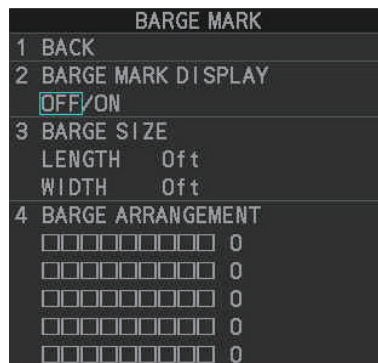 BARGE MARK
1 BACK
2 BARGE MARK DISPLAY
OFF/ON
3 BARGE SIZE
LENGTH 0ft
WIDTH 0ft
4 BARGE ARRANGEMENT
□□□□□□□□□ 0
□□□□□□□□□ 0
□□□□□□□□□ 0
□□□□□□□□□ 0
□□□□□□□□□ 0